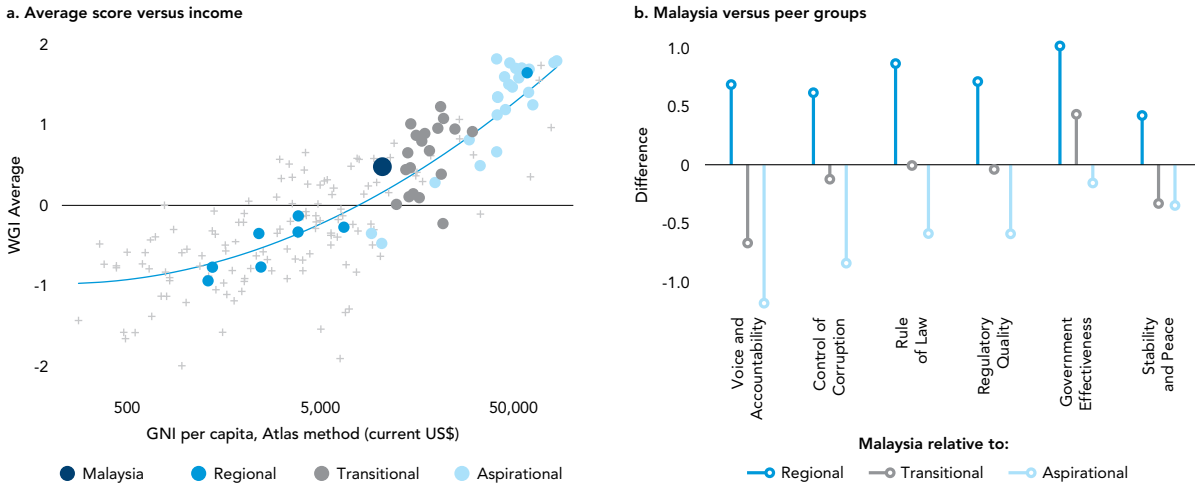 a. Average score versus income
2
1
0
-1
-2
WGI Average
500
5,000
50,000
GNI per capita, Atlas method (current US$)
Malaysia
Regional
Transitional
Aspirational
b. Malaysia versus peer groups
1.0
0.5
0
-0.5
-1.0
Difference
Voice and
Accountability
Control of
Corruption
Rule
of Law
Regulatory
Quality
Government
Effectiveness
Stability
and Peace
Malaysia relative to:
Regional
Transitional
Aspirational